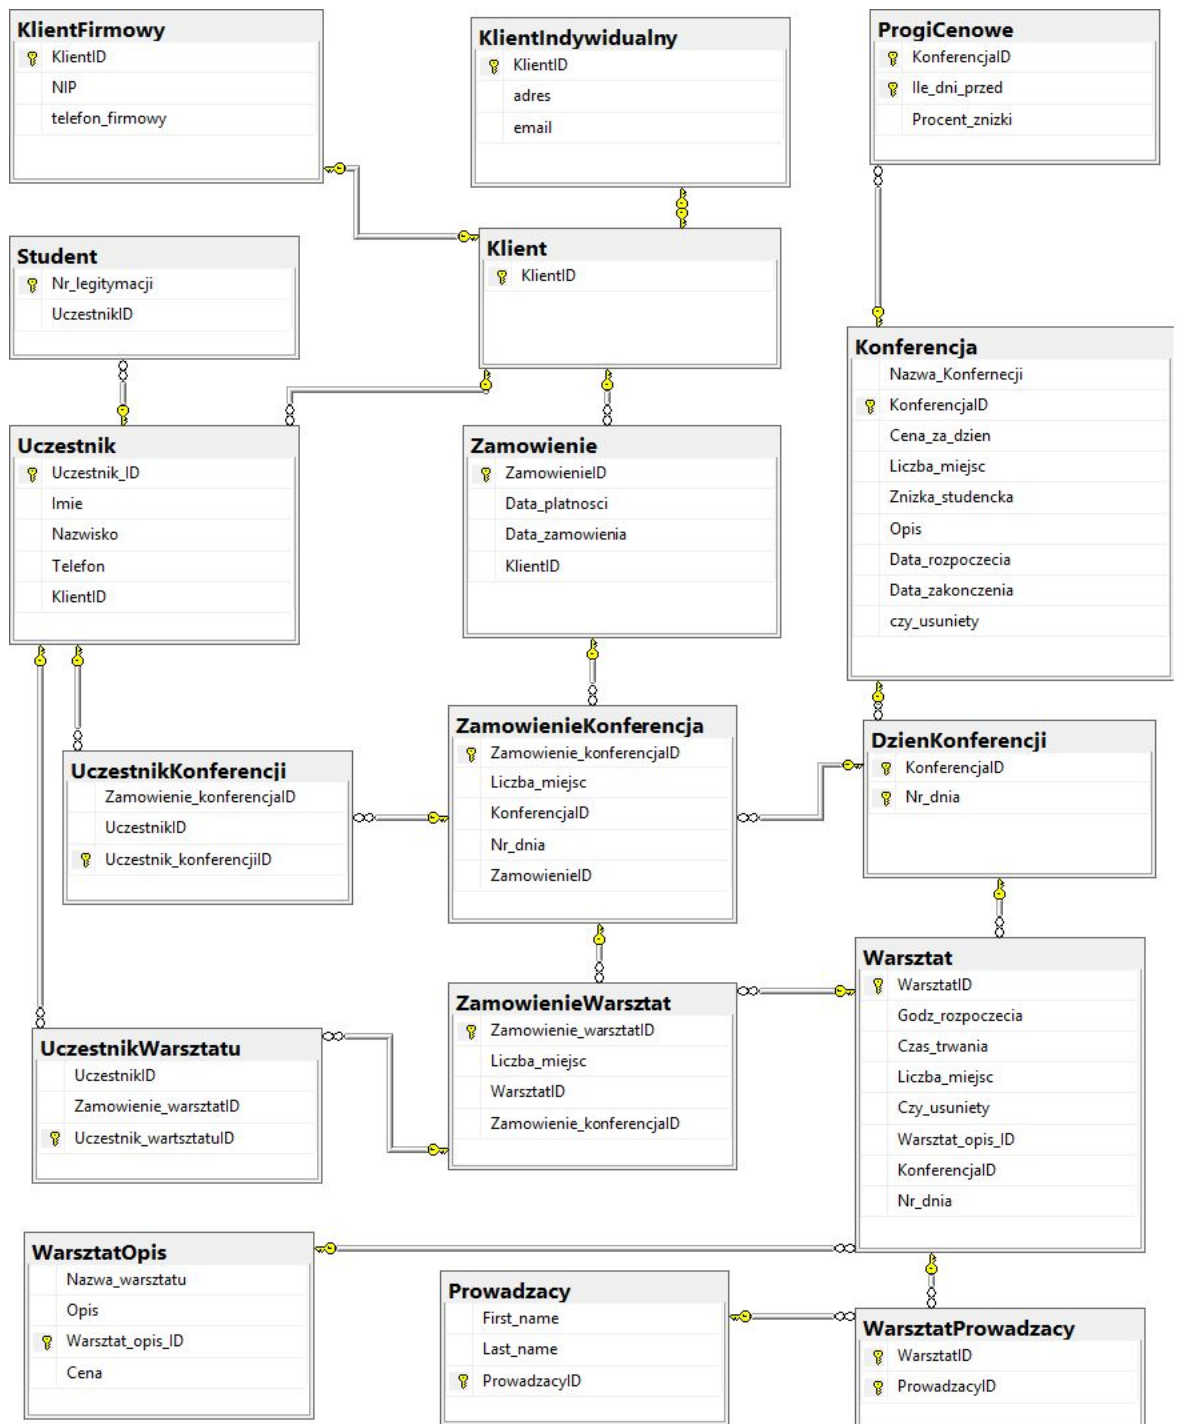 KlientFirmowy
KlientID
NIP
telefon_firmowy
KlientIndywidualny
KlientID
adres
email
ProgiCenowe
KonferencjaID
Ile_dni_przed
Procent_znizki
Student
Nr_legitymacji
UczestnikID
Klient
KlientID
Konferencja
Nazwa_Konfernecji
KonferencjaID
Cena_za_dzien
Liczba_miejsc
Znizka_studencka
Opis
Data_rozpoczecia
Data_zakonczenia
czy_usuniety
Uczestnik
Uczestnik_ID
Imie
Nazwisko
Telefon
KlientID
Zamowienie
ZamowienieID
Data_platnosci
Data_zamowienia
KlientID
ZamowienieKonferencja
Zamowienie_konferencjaID
Liczba_miejsc
KonferencjaID
Nr_dnia
ZamowienieID
DzienKonferencji
KonferencjaID
Nr_dnia
UczestnikKonferencji
Zamowienie_konferencjaID
UczestnikID
Uczestnik_konferencjiID
Warsztat
WarsztatID
Godz_rozpoczecia
Czas_trwania
Liczba_miejsc
Czy_usuniety
Warsztat_opis_ID
KonferencjaID
Nr_dnia
ZamowienieWarsztat
Zamowienie_warsztatID
Liczba_miejsc
WarsztatID
Zamowienie_konferencjaID
UczestnikWarsztatu
UczestnikID
Zamowienie_warsztatID
Uczestnik_wartsztatuID
WarsztatOpis
Nazwa_warsztatu
Opis
Warsztat_opis_ID
Cena
Prowadzacy
First_name
Last_name
ProwadzacyID
WarsztatProwadzacy
WarsztatID
ProwadzacyID